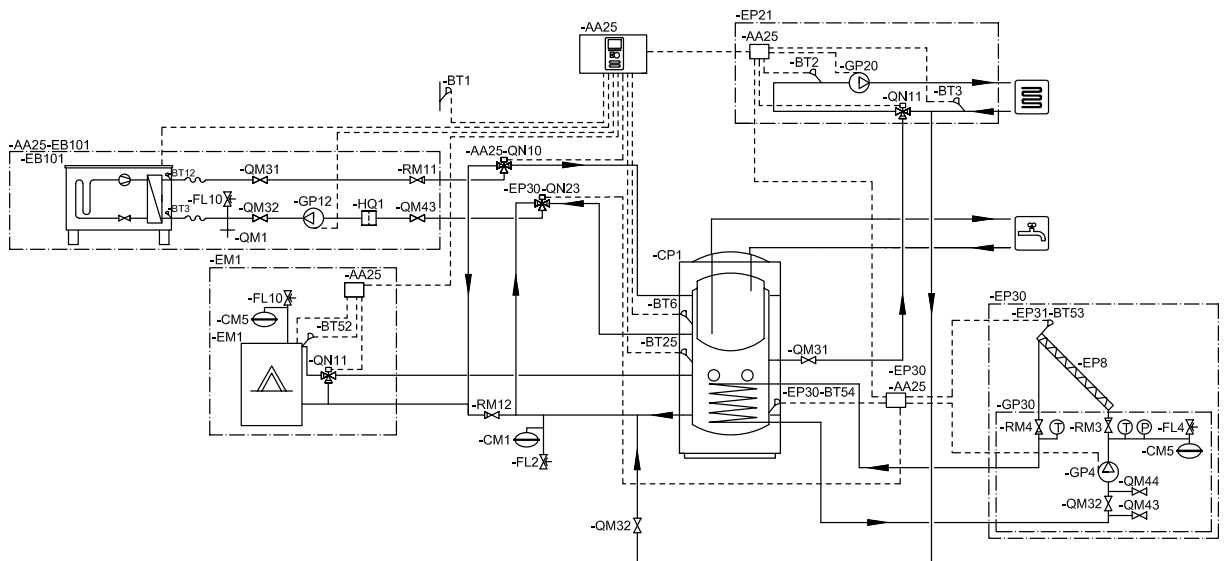 -EP21
-AA25
-AA25
-BT2
-GP20
-BT1
-QN11
-BT3
-AA25-EB101
-EB101
-AA25-QN10
-BT12
-QM31
-RM11
-EP30-QN23
-FL10
-GP12
-BT3
-QM32
-HQ1
-QM43
-QM1
-CP1
-EM1
-AA25
-FL10
-CM5
-BT52
-EM1
-QN11
-BT6
-BT25
-QM31
-EP30
-EP31-BT53
-EP8
-EP30
-AA25
-EP30-BT54
-RM12
-GP30
-RM4
T
-RM3
T
P
-FL4
-CM1
-CM5
-FL2
-GP4
-QM44
-QM32
-QM43
-QM32